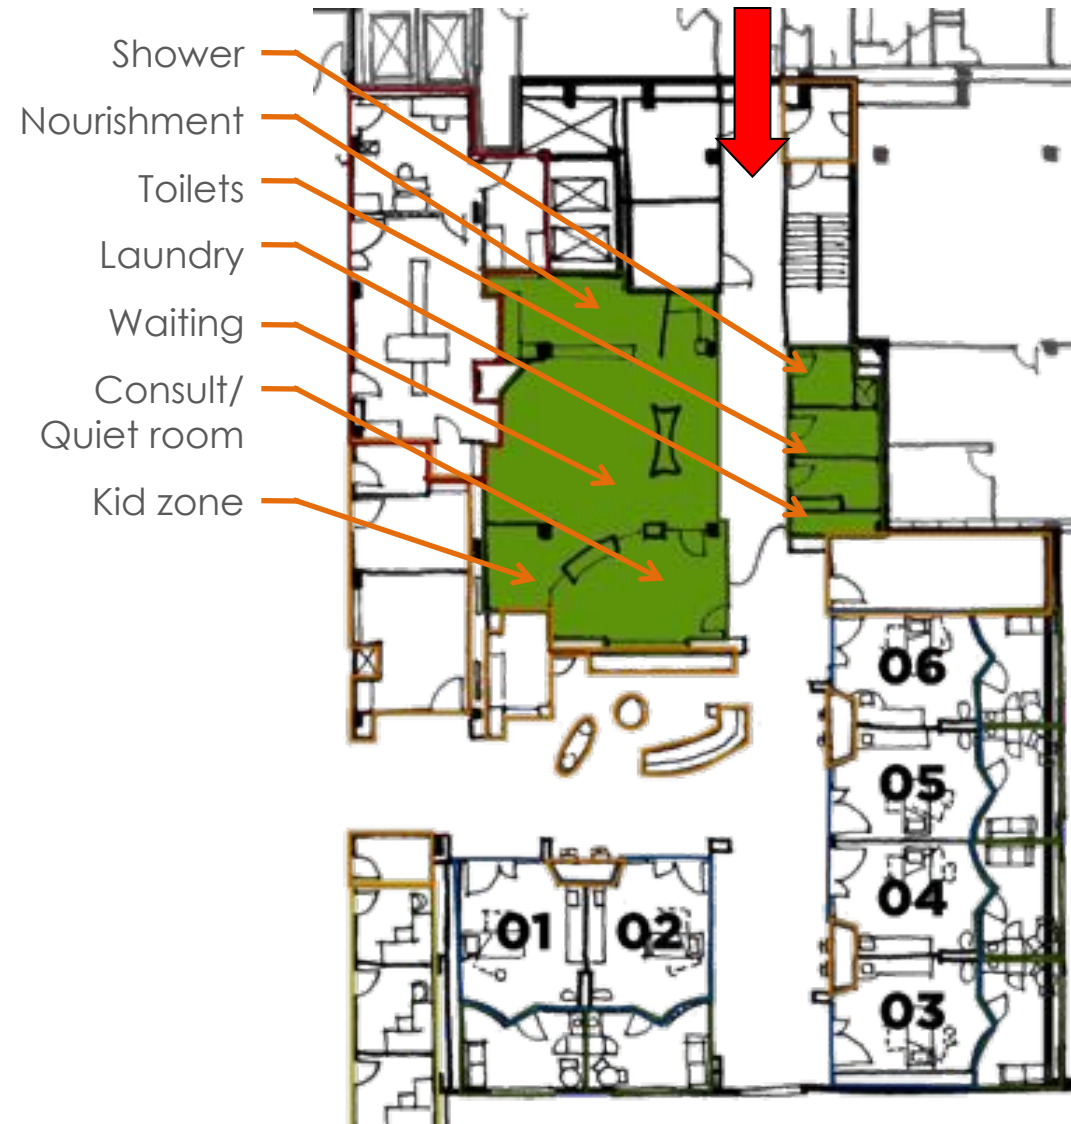 Shower
Nourishment
Toilets
Laundry
Waiting
Consult/
Quiet room
Kid zone
06
05
04
03
01
02